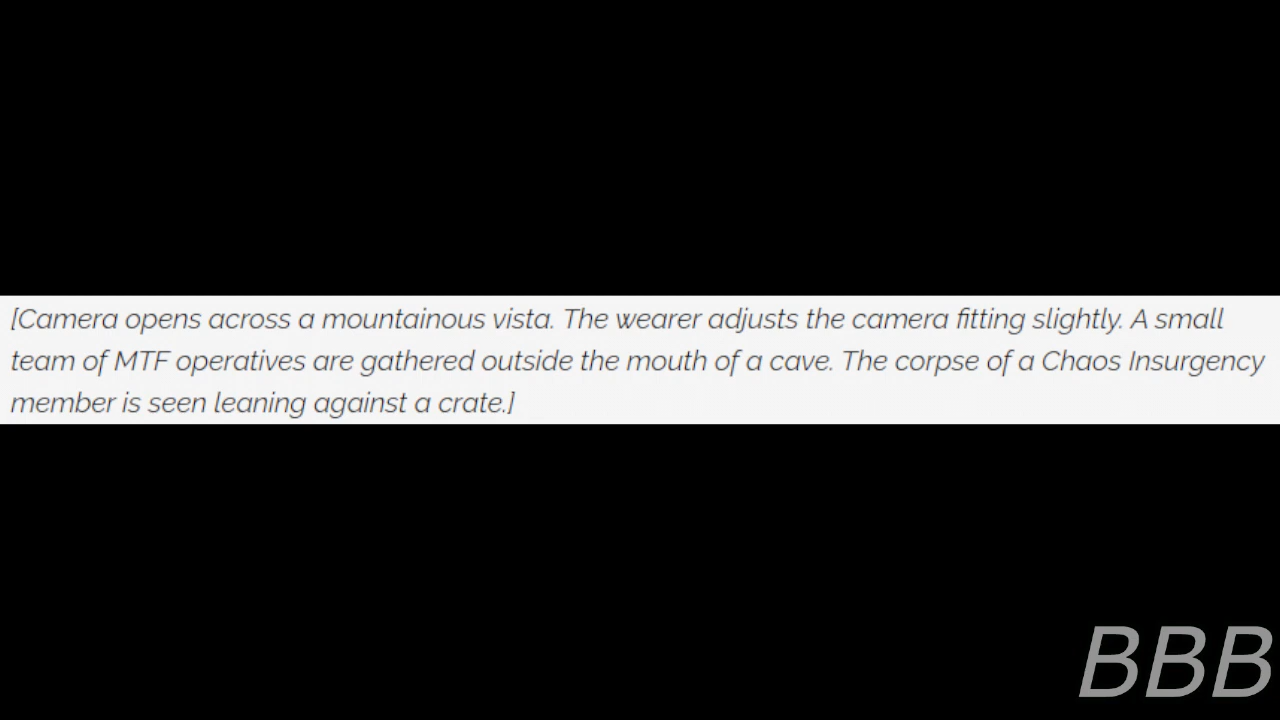 [Camera opens across a mountainous vista. The wearer adjusts the camera fitting slightly. A small
team of MTF operatives are gathered outside the mouth of a cave. The corpse of a Chaos Insurgency
member is seen leaning against a crate.]
BBB